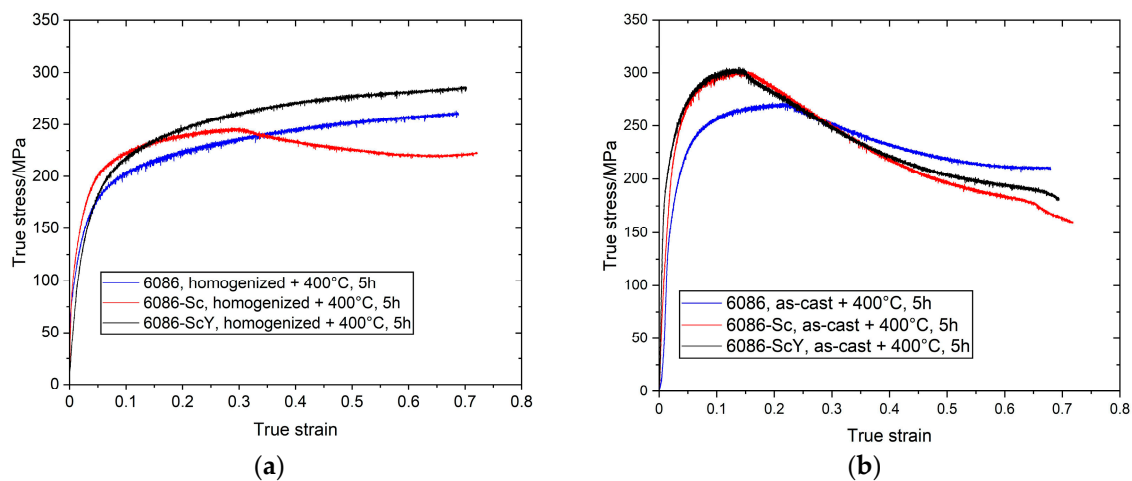 350
300
250
200
150
100
50
0
True stress/MPa
6086, homogenized + 400°C, 5h
6086-Sc, homogenized + 400°C, 5h
6086-ScY, homogenized + 400°C, 5h
0 0.1 0.2 0.3 0.4 0.5 0.6 0.7 0.8
True strain
(a)
350
300
250
200
150
100
50
0
True stress/MPa
6086, as-cast + 400°C, 5h
6086-Sc, as-cast + 400°C, 5h
6086-ScY, as-cast + 400°C, 5h
0 0.1 0.2 0.3 0.4 0.5 0.6 0.7 0.8
True strain
(b)